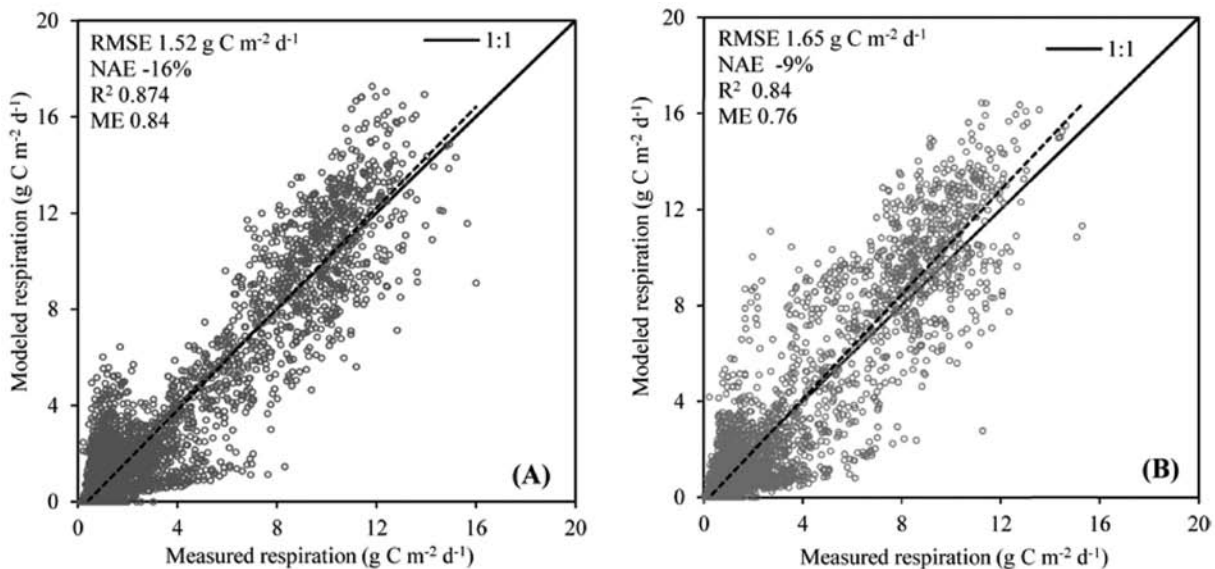 20
16
12
8
4
0
Modeled respiration (g C m⁻² d⁻¹)
RMSE 1.52 g C m⁻² d⁻¹
NAE -16%
R² 0.874
ME 0.84
1:1
(A)
0 4 8 12 16 20
Measured respiration (g C m⁻² d⁻¹)
20
16
12
8
4
0
Modeled respiration (g C m⁻² d⁻¹)
RMSE 1.65 g C m⁻² d⁻¹
NAE -9%
R² 0.84
ME 0.76
1:1
(B)
0 4 8 12 16 20
Measured respiration (g C m⁻² d⁻¹)